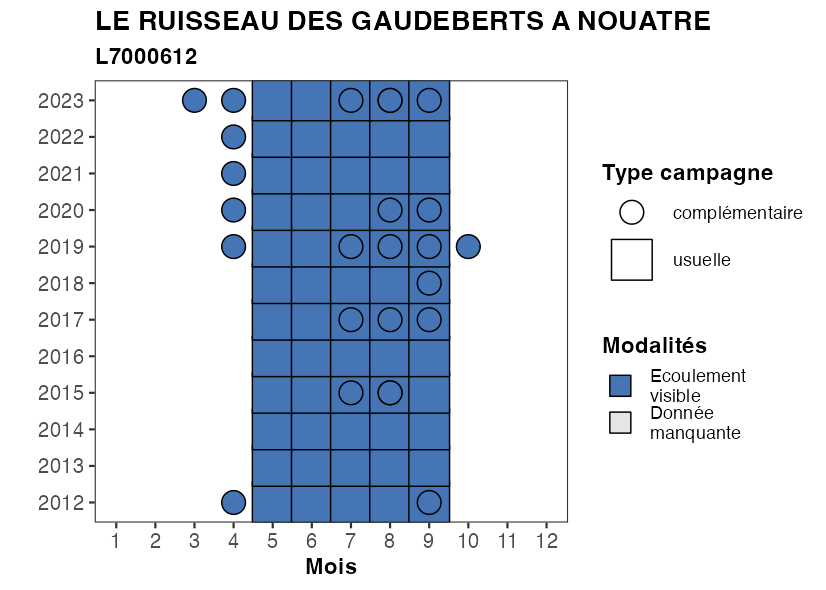 LE RUISSEAU DES GAUDEBERTS A NOUATRE
L7000612
2023
2022
2021
2020
2019
2018
2017
2016
2015
2014
2013
2012
1 2 3 4 5 6 7 8 9 10 11 12
Mois
Type campagne
complémentaire
usuelle
Modalités
Ecoulement
visible
Donnée
manquante